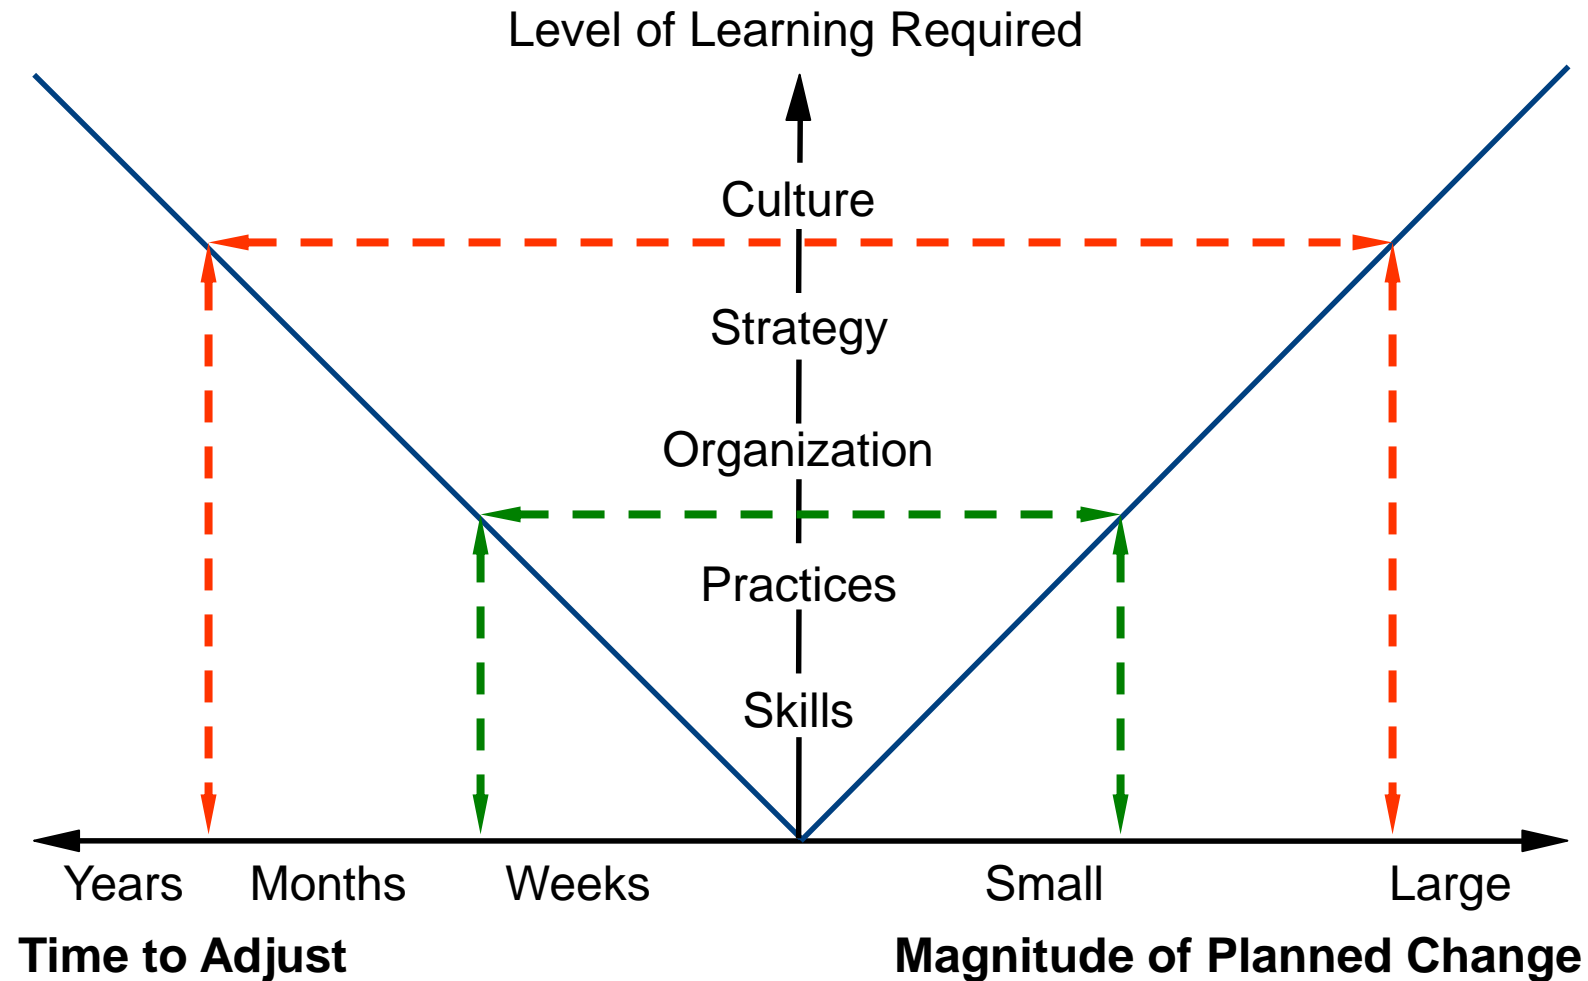 Level of Learning Required
Culture
Strategy
Organization
Practices
Skills
Years Months Weeks Small Large
Time to Adjust Magnitude of Planned Change